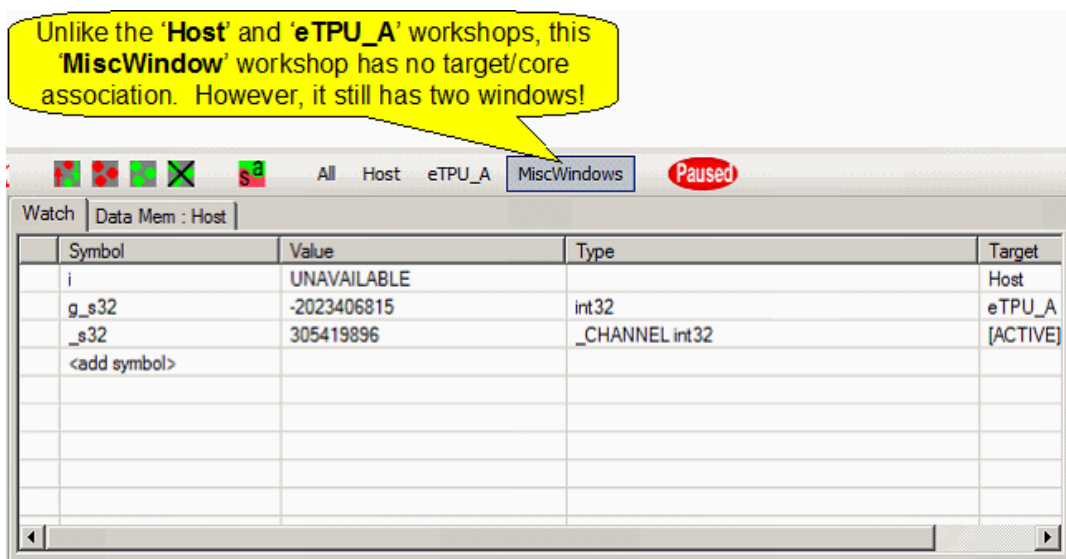 Unlike the ‘Host’ and ‘eTPU_A’ workshops, this
‘MiscWindow’ workshop has no target/core
association.  However, it still has two windows!
s a All Host eTPU_A MiscWindows Paused
Watch Data Mem : Host
Symbol Value Type Target
i UNAVAILABLE Host
g_s32 -2023406815 int32 eTPU_A
_s32 305419896 _CHANNEL int32 [ACTIVE]
<add symbol>